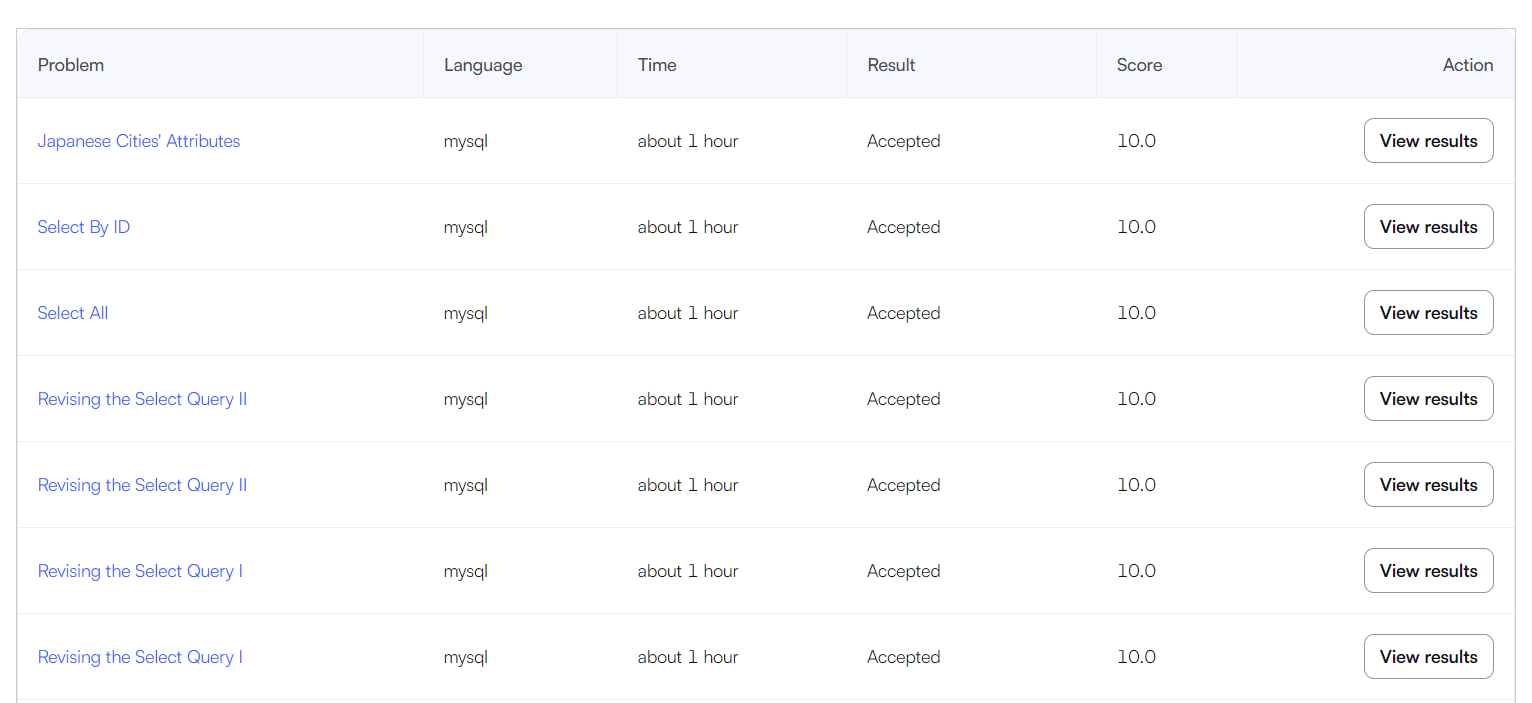 Problem Language Time Result Score Action
Japanese Cities' Attributes mysql about 1 hour Accepted 10.0 View results
Select By ID mysql about 1 hour Accepted 10.0 View results
Select All mysql about 1 hour Accepted 10.0 View results
Revising the Select Query II mysql about 1 hour Accepted 10.0 View results
Revising the Select Query II mysql about 1 hour Accepted 10.0 View results
Revising the Select Query I mysql about 1 hour Accepted 10.0 View results
Revising the Select Query I mysql about 1 hour Accepted 10.0 View results